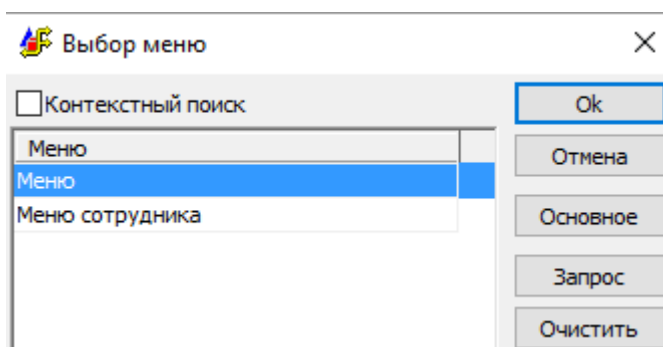 Выбор меню
Контекстный поиск
Меню
Меню
Меню сотрудника
Ok
Отмена
Основное
Запрос
Очистить